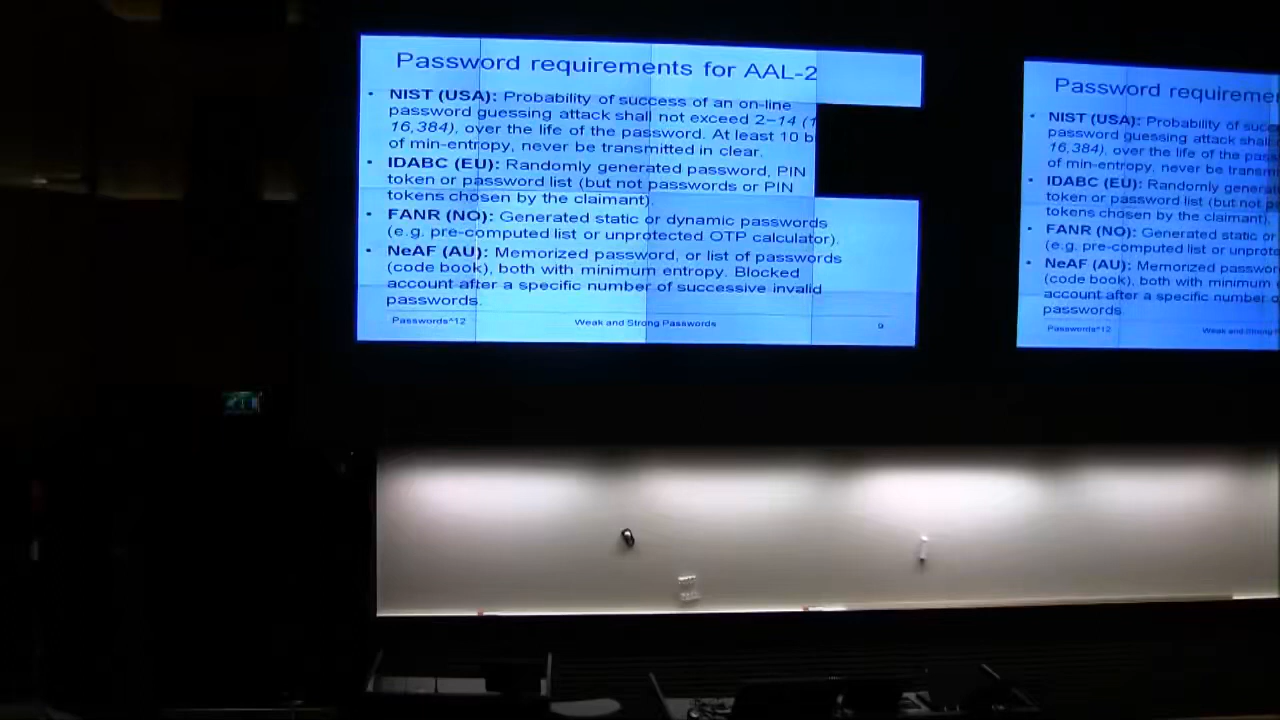 Password requirements for AAL-2
• NIST (USA): Probability of success of an on-line
password guessing attack shall not exceed 2−14 (1
16,384), over the life of the password. At least 10 b
of min-entropy, never be transmitted in clear.
• IDABC (EU): Randomly generated password, PIN
token or password list (but not passwords or PIN
tokens chosen by the claimant).
• FANR (NO): Generated static or dynamic passwords
(e.g. pre-computed list or unprotected OTP calculator).
• NeAF (AU): Memorized password, or list of passwords
(code book), both with minimum entropy. Blocked
account after a specific number of successive invalid
passwords.
Passwords^12 Weak and Strong Passwords 9
Password requireme
• NIST (USA): Probability of suc
password guessing attack shall
16,384), over the life of the pas
of min-entropy, never be transm
• IDABC (EU): Randomly genera
token or password list (but not p
tokens chosen by the claimant).
• FANR (NO): Generated static or
(e.g. pre-computed list or unprot
• NeAF (AU): Memorized passwor
(code book), both with minimum
account after a specific number o
passwords.
Passwords^12 Weak and Strong